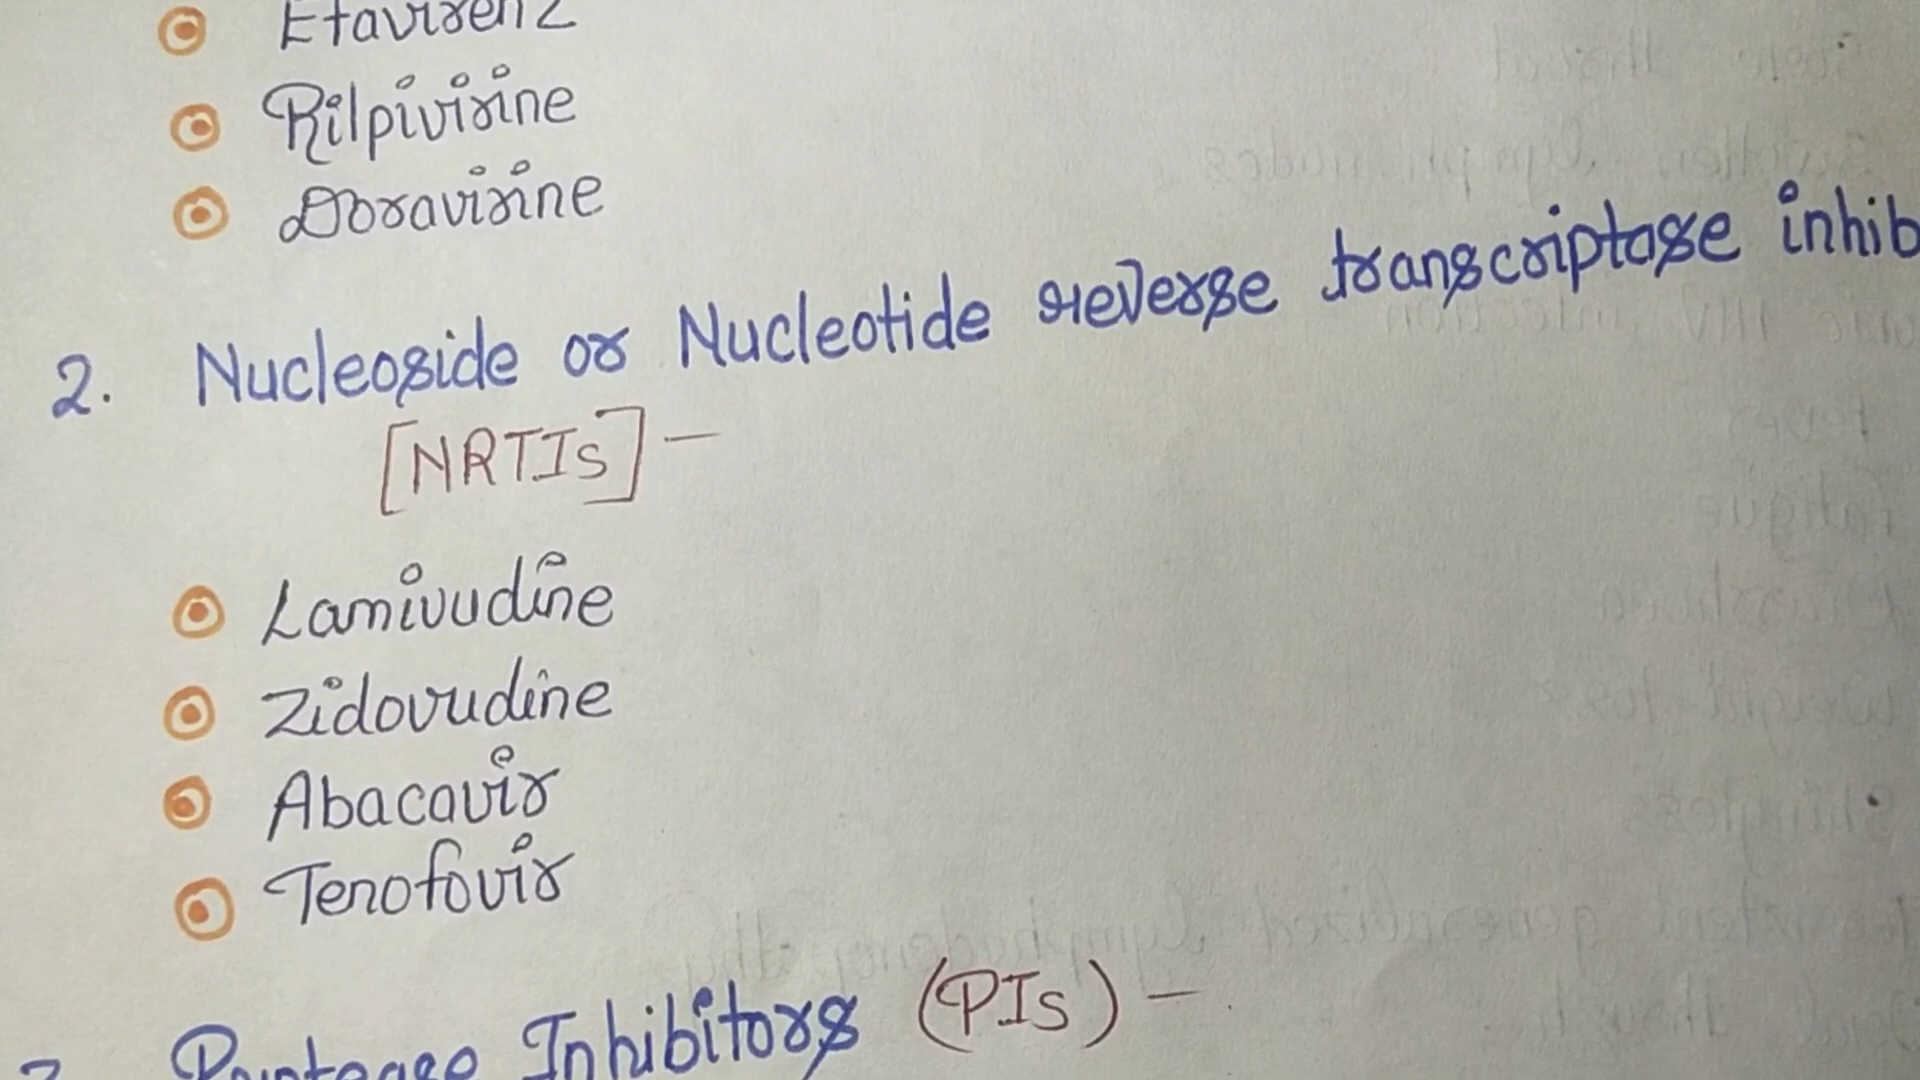 Efavirenz
Rilpivirine
Doravirine
2. Nucleoside or Nucleotide reverse transcriptase inhib
[NRTIs] -
Lamivudine
Zidovudine
Abacavir
Tenofovir
Inhibitors (PIs) -